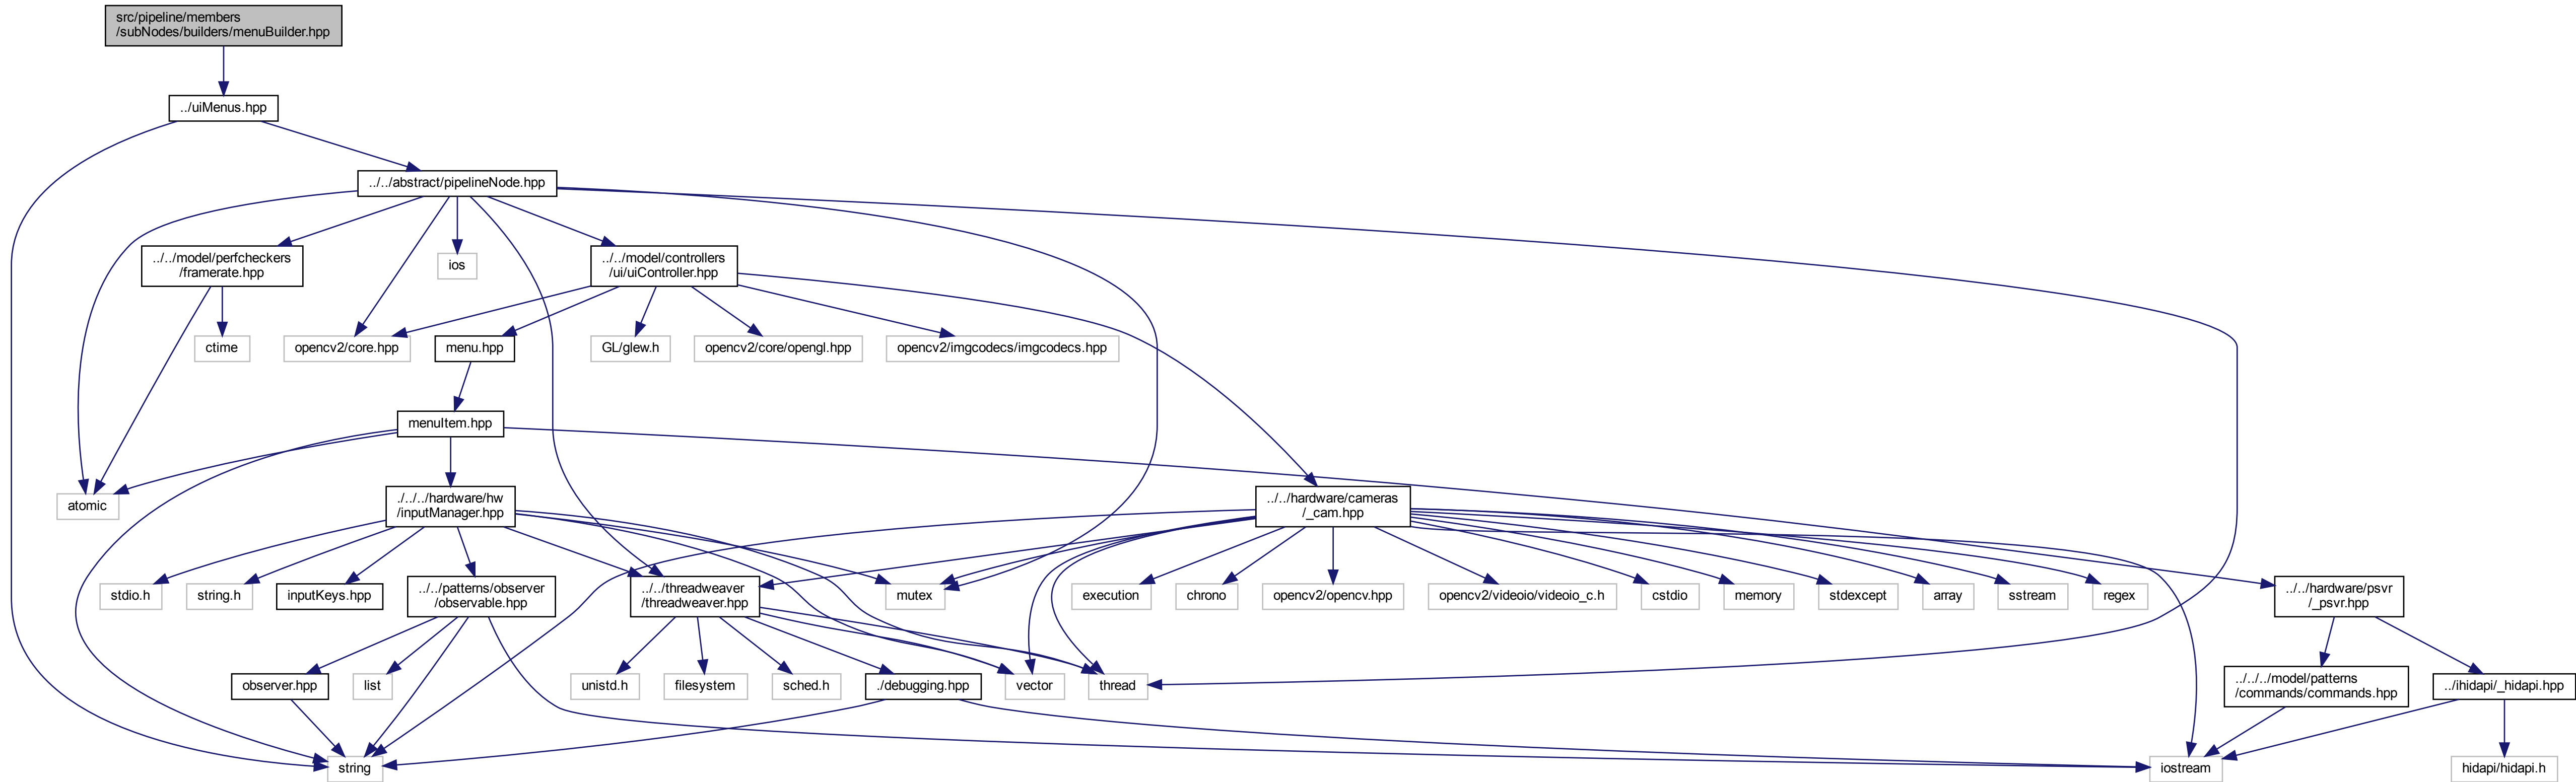 src/pipeline/members
/subNodes/builders/menuBuilder.hpp
../uiMenus.hpp
../../abstract/pipelineNode.hpp
../../model/perfcheckers
/framerate.hpp
ios
../../model/controllers
/ui/uiController.hpp
ctime
opencv2/core.hpp
menu.hpp
GL/glew.h
opencv2/core/opengl.hpp
opencv2/imgcodecs/imgcodecs.hpp
menuItem.hpp
atomic
./../../hardware/hw
/inputManager.hpp
../../hardware/cameras
/_cam.hpp
stdio.h
string.h
inputKeys.hpp
../../patterns/observer
/observable.hpp
../../threadweaver
/threadweaver.hpp
mutex
execution
chrono
opencv2/opencv.hpp
opencv2/videoio/videoio_c.h
cstdio
memory
stdexcept
array
sstream
regex
../../hardware/psvr
/_psvr.hpp
observer.hpp
list
unistd.h
filesystem
sched.h
./debugging.hpp
vector
thread
../../../model/patterns
/commands/commands.hpp
../ihidapi/_hidapi.hpp
string
iostream
hidapi/hidapi.h